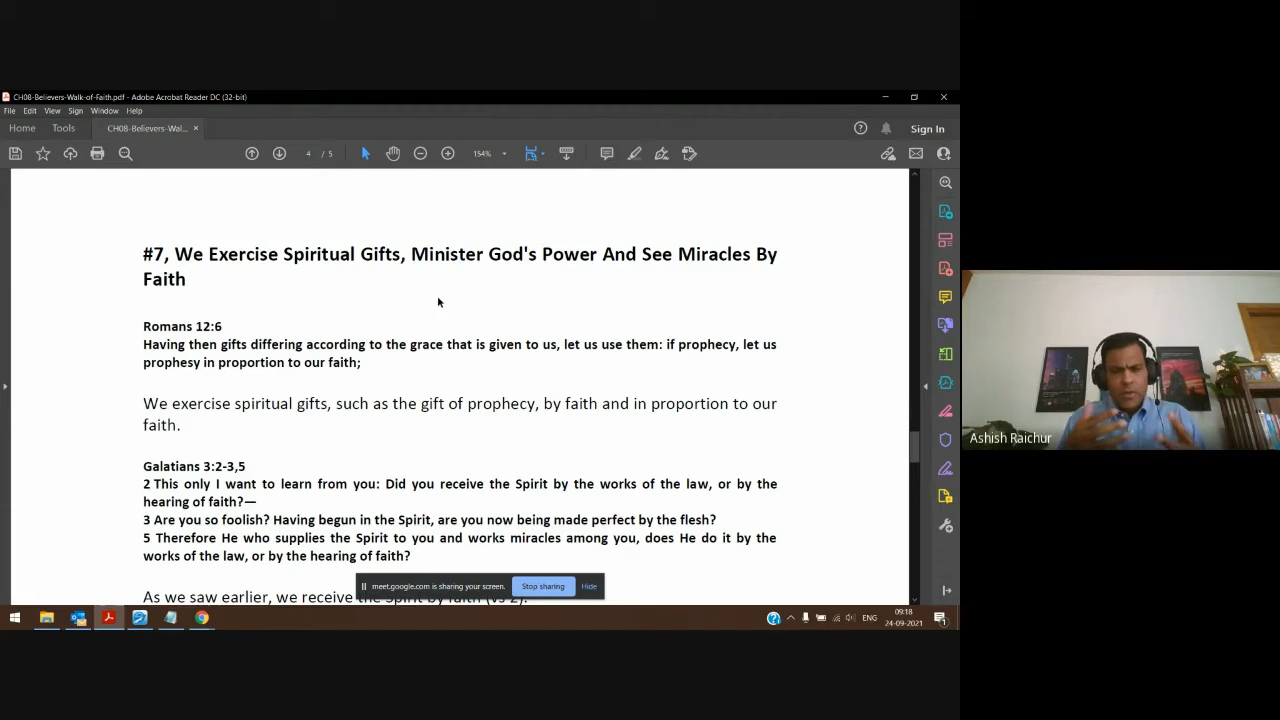 CH08-Believers-Walk-of-Faith.pdf - Adobe Acrobat Reader DC (32-bit)
File Edit View Sign Window Help
Home Tools CH08-Believers-Wal... × Sign In
4 / 5 154%
#7, We Exercise Spiritual Gifts, Minister God's Power And See Miracles By
Faith
Romans 12:6
Having then gifts differing according to the grace that is given to us, let us use them: if prophecy, let us
prophesy in proportion to our faith;
We exercise spiritual gifts, such as the gift of prophecy, by faith and in proportion to our
faith.
Galatians 3:2-3,5
2 This only I want to learn from you: Did you receive the Spirit by the works of the law, or by the
hearing of faith?—
3 Are you so foolish? Having begun in the Spirit, are you now being made perfect by the flesh?
5 Therefore He who supplies the Spirit to you and works miracles among you, does He do it by the
works of the law, or by the hearing of faith?
As we saw earlier, we receive the Spirit by faith (vs 2).
meet.google.com is sharing your screen. Stop sharing Hide
ENG
09:18
24-09-2021
Ashish Raichur